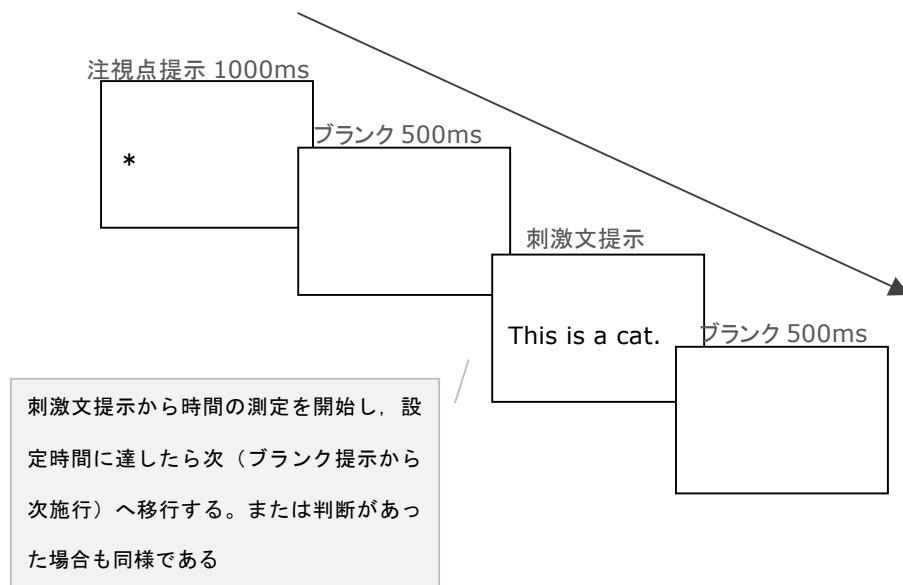 注視点提示 1000ms
*
ブランク 500ms
刺激文提示
This is a cat.
ブランク 500ms
刺激文提示から時間の測定を開始し，設
定時間に達したら次（ブランク提示から
次施行）へ移行する。または判断があっ
た場合も同様である